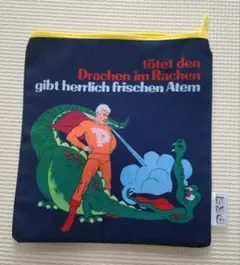 tötet den
Drachen im Rachen
gibt herrlich frischen Atem